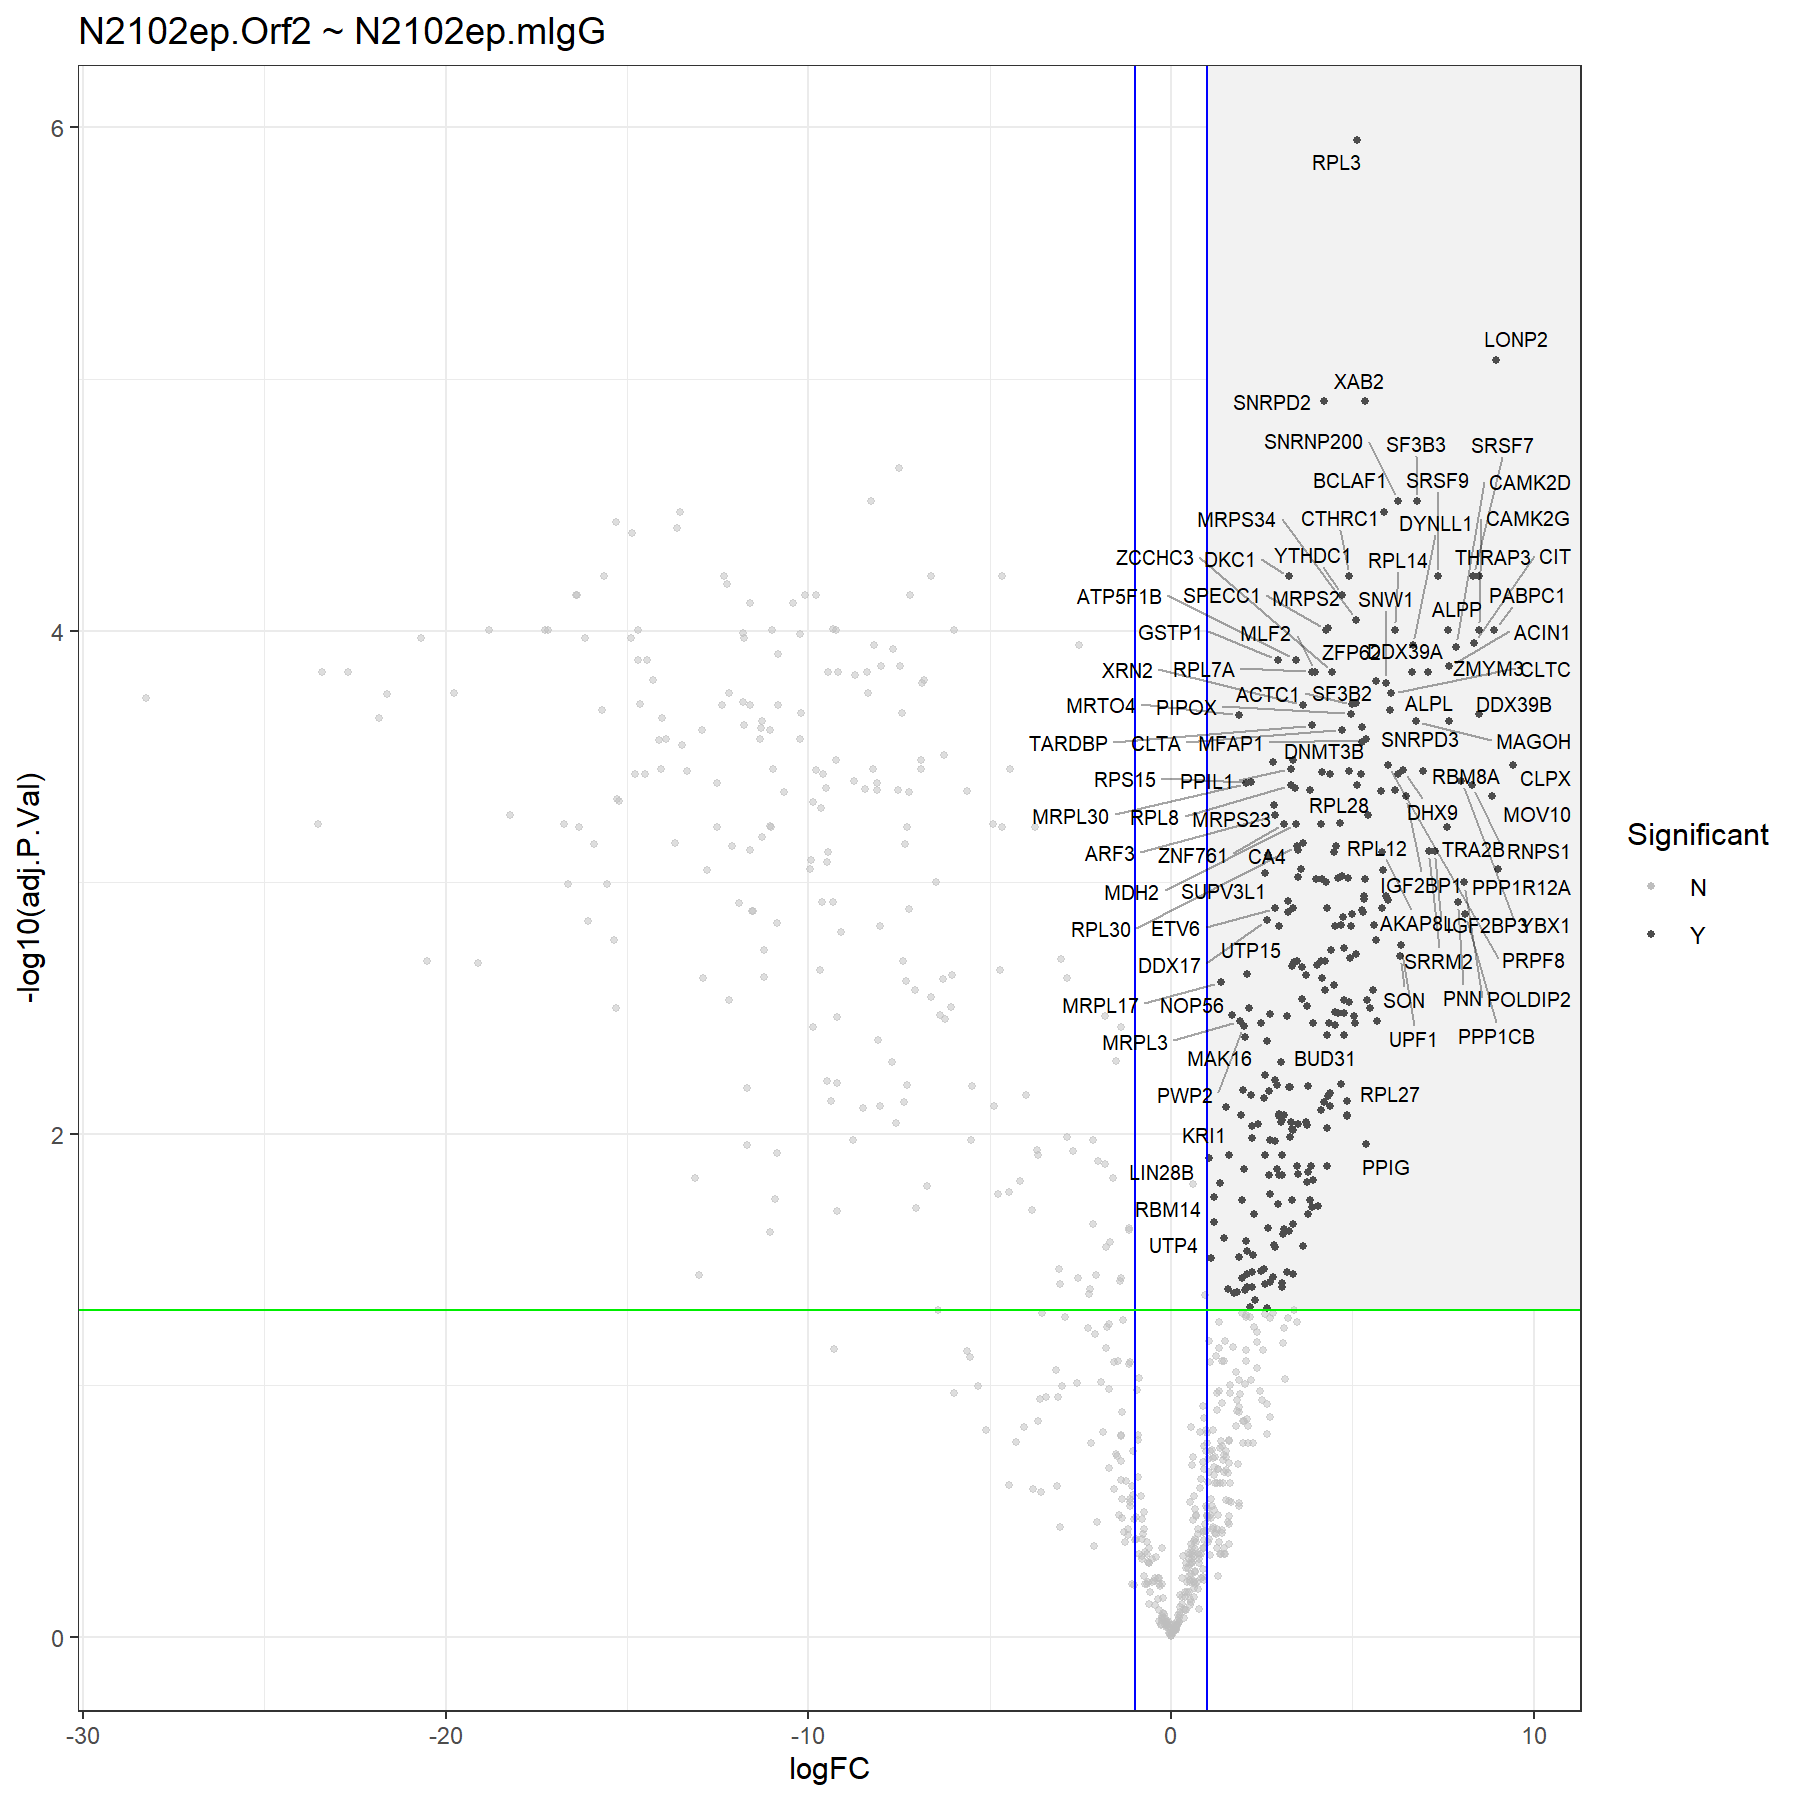 N2102ep.Orf2 ~ N2102ep.mIgG
6
RPL3
LONP2
XAB2
SNRPD2
SNRNP200
SF3B3
SRSF7
BCLAF1
SRSF9
CAMK2D
MRPS34
CTHRC1
DYNLL1
CAMK2G
ZCCHC3
DKC1
YTHDC1
RPL14
THRAP3
CIT
ATP5F1B
SPECC1
MRPS2
SNW1
ALPP
PABPC1
4
GSTP1
MLF2
ZFP62
DDX39A
ACIN1
XRN2
RPL7A
ZMYM3
CLTC
ACTC1
SF3B2
MRTO4
PIPOX
ALPL
DDX39B
TARDBP
CLTA
MFAP1
DNMT3B
SNRPD3
MAGOH
RPS15
PPIL1
RBM8A
CLPX
MRPL30
RPL8
MRPS23
RPL28
DHX9
MOV10
ARF3
ZNF761
CA4
RPL12
TRA2B
RNPS1
MDH2
SUPV3L1
IGF2BP1
PPP1R12A
RPL30
ETV6
AKAP8L
IGF2BP3
YBX1
DDX17
UTP15
SRRM2
PRPF8
MRPL17
NOP56
SON
PNN
POLDIP2
MRPL3
UPF1
PPP1CB
MAK16
BUD31
PWP2
RPL27
2
KRI1
LIN28B
PPIG
RBM14
UTP4
0
-30
-20
-10
0
10
logFC
-log10(adj.P.Val)
Significant
N
Y